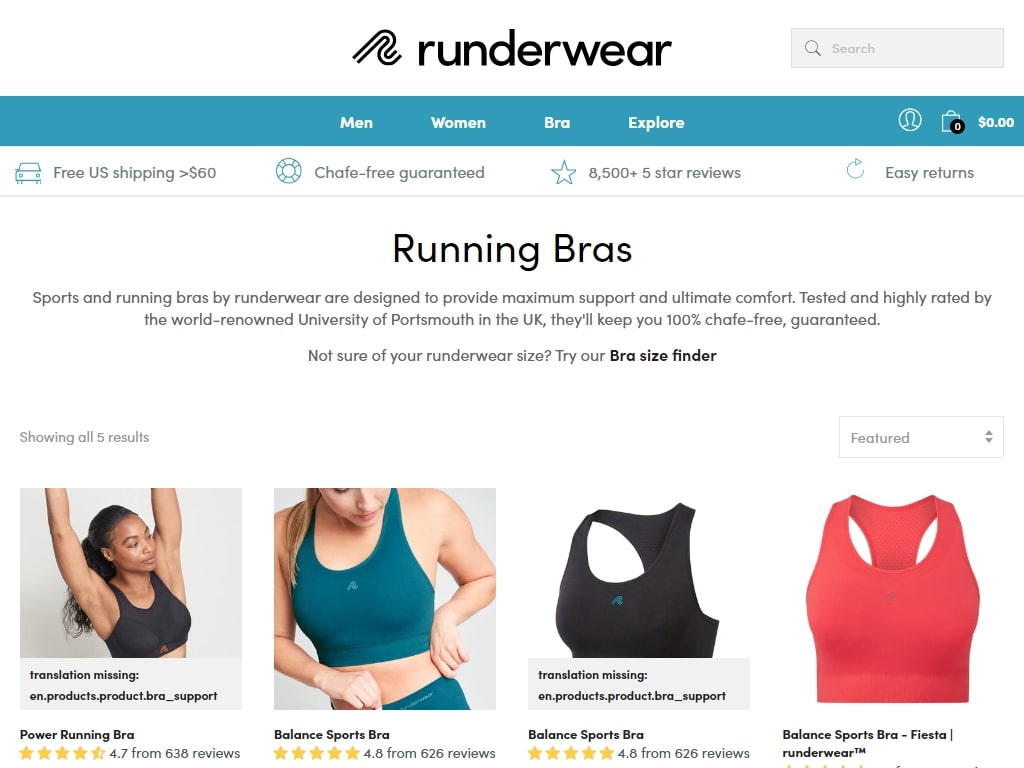 runderwear
Search
Men Women Bra Explore
0
$0.00
Free US shipping >$60
Chafe-free guaranteed
8,500+ 5 star reviews
Easy returns
Running Bras
Sports and running bras by runderwear are designed to provide maximum support and ultimate comfort. Tested and highly rated by
the world-renowned University of Portsmouth in the UK, they'll keep you 100% chafe-free, guaranteed.
Not sure of your runderwear size? Try our Bra size finder
Showing all 5 results
Featured
translation missing:
en.products.product.bra_support
Power Running Bra
4.7 from 638 reviews
Balance Sports Bra
4.8 from 626 reviews
translation missing:
en.products.product.bra_support
Balance Sports Bra
4.8 from 626 reviews
Balance Sports Bra - Fiesta |
runderwear™